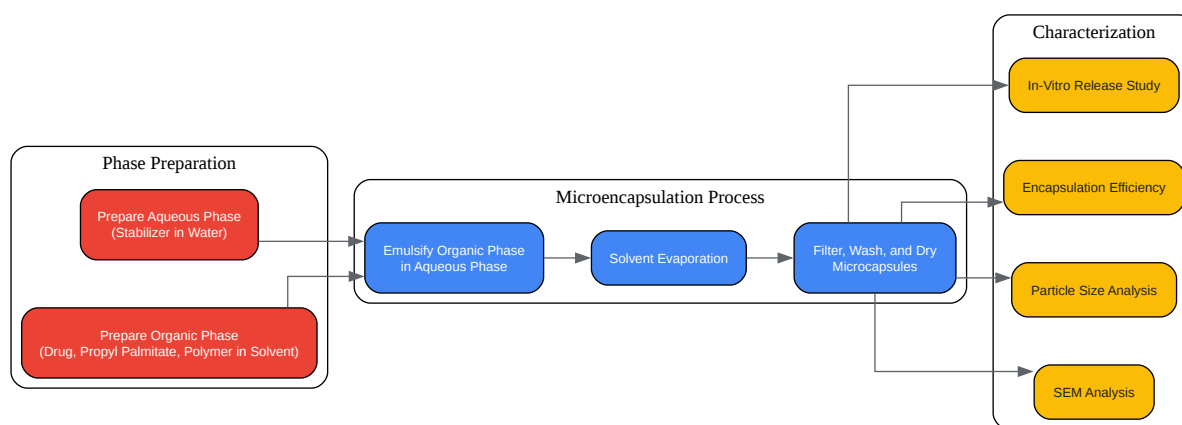 Phase Preparation
Prepare Aqueous Phase
(Stabilizer in Water)
Prepare Organic Phase
(Drug, Propyl Palmitate, Polymer in Solvent)
Microencapsulation Process
Emulsify Organic Phase
in Aqueous Phase
Solvent Evaporation
Filter, Wash, and Dry
Microcapsules
Characterization
In-Vitro Release Study
Encapsulation Efficiency
Particle Size Analysis
SEM Analysis